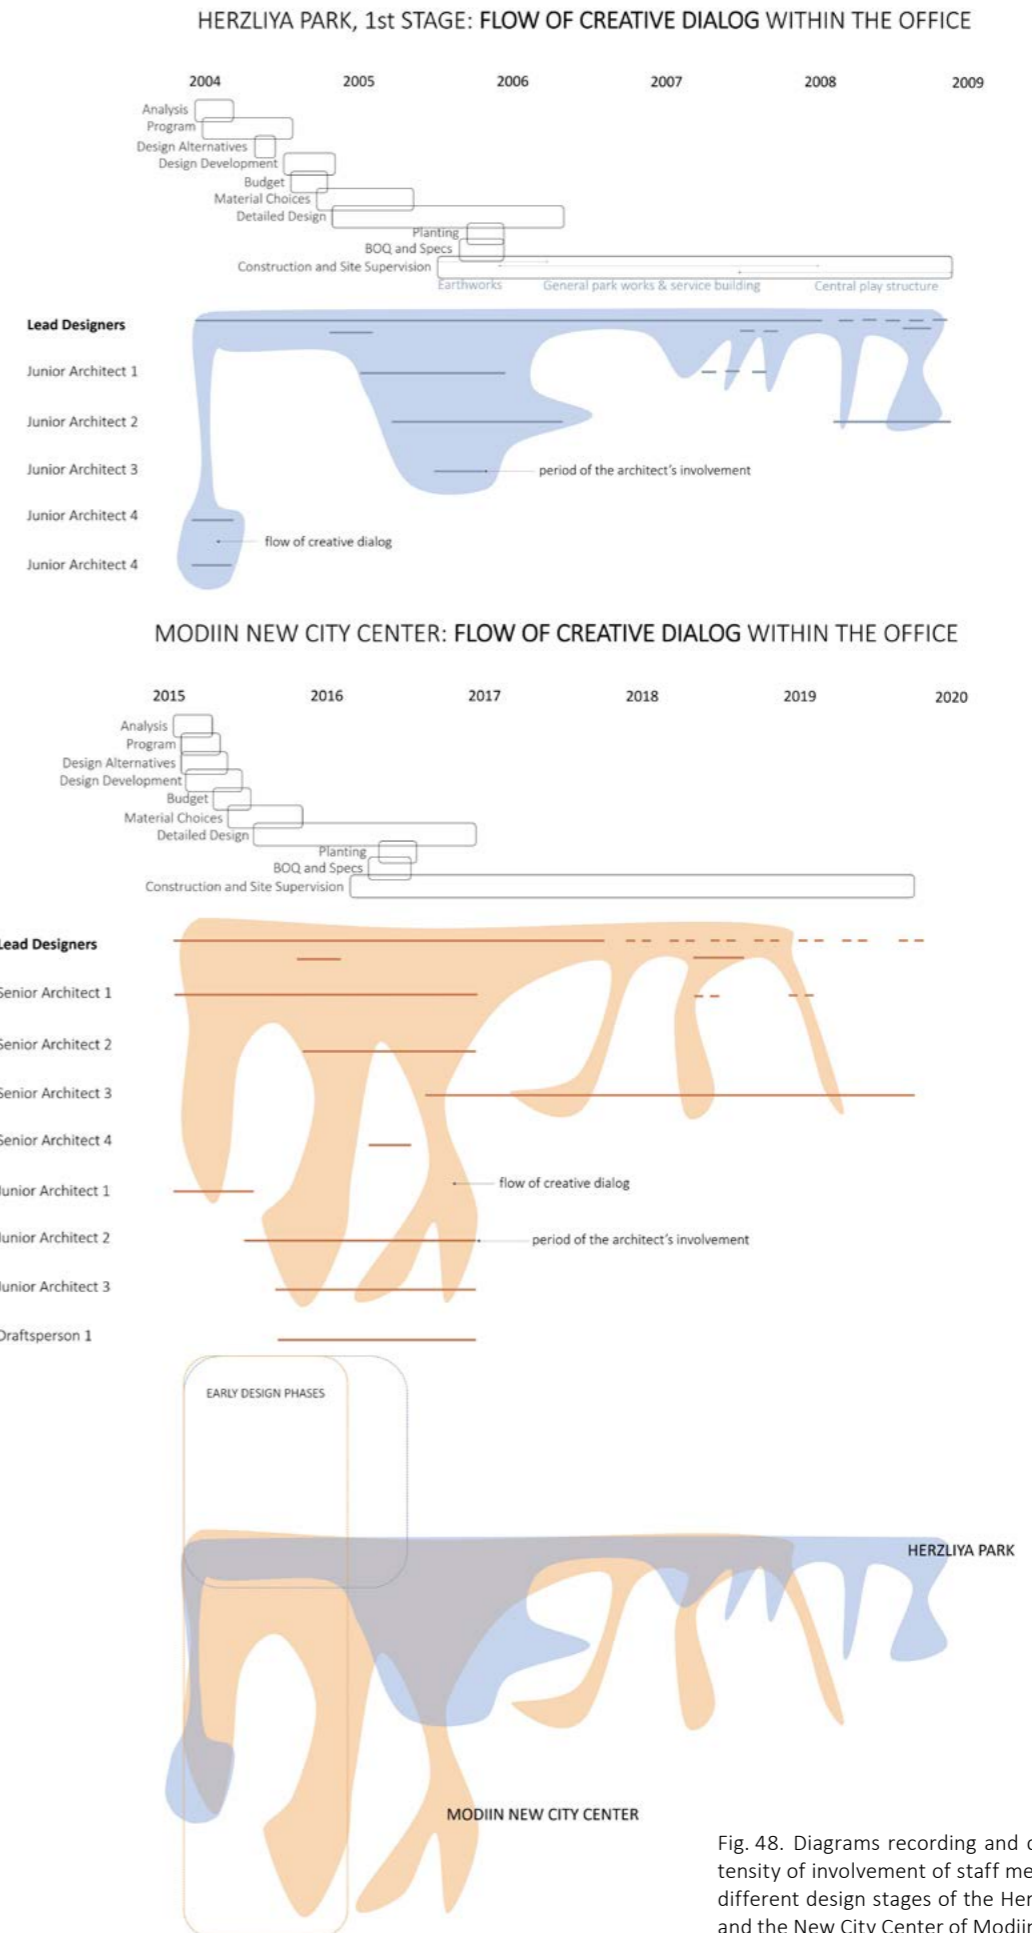 HERZLIYA PARK, 1st STAGE: FLOW OF CREATIVE DIALOG WITHIN THE OFFICE
2004 2005 2006 2007 2008 2009
Analysis
Program
Design Alternatives
Design Development
Budget
Material Choices
Detailed Design
Planting
BOQ and Specs
Construction and Site Supervision
Earthworks General park works & service building Central play structure
Lead Designers
Junior Architect 1
Junior Architect 2
Junior Architect 3
period of the architect's involvement
Junior Architect 4
flow of creative dialog
Junior Architect 4
MODIIN NEW CITY CENTER: FLOW OF CREATIVE DIALOG WITHIN THE OFFICE
2015 2016 2017 2018 2019 2020
Analysis
Program
Design Alternatives
Design Development
Budget
Material Choices
Detailed Design
Planting
BOQ and Specs
Construction and Site Supervision
Lead Designers
Senior Architect 1
Senior Architect 2
Senior Architect 3
Senior Architect 4
flow of creative dialog
Junior Architect 1
Junior Architect 2
period of the architect's involvement
Junior Architect 3
Draftsperson 1
EARLY DESIGN PHASES
HERZLIYA PARK
MODIIN NEW CITY CENTER
Fig. 48. Diagrams recording and
tensity of involvement of staff
different design stages of the
and the New City Center of Modiin